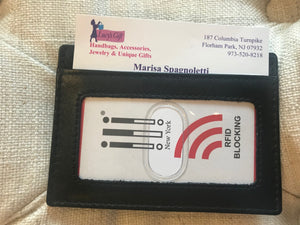 Lucy's Gift
Handbags, Accessories,
Jewelry & Unique Gifts
187 Columbia Turnpike
Florham Park, NJ 07932
973-520-8218
Marisa Spagnoletti
ili
New York
RFID
BLOCKING